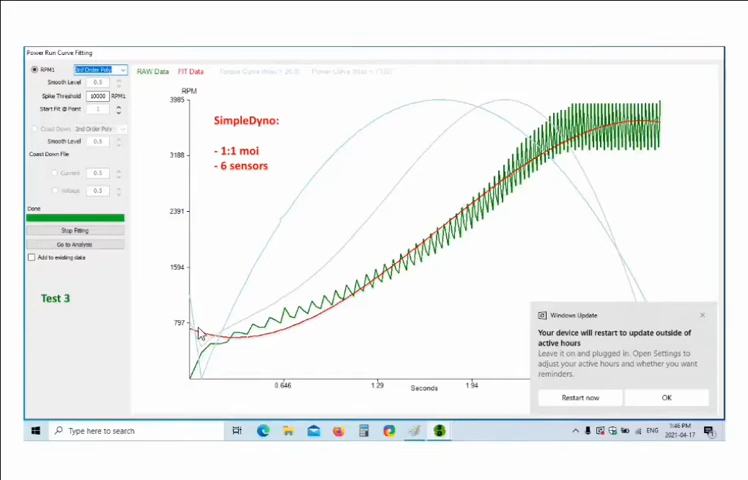 Power Run Curve Fitting
RPM1 3rd Order Poly
Smooth Level 0.5
Spike Threshold 10000 RPM1
Start Fit @ Point 1
Coast Down 2nd Order Poly
Smooth Level 0.5
Coast Down File
Current 0.5
Voltage 0.5
Done
Stop Fitting
Go to Analysis
Add to existing data
Test 3
RAW Data FIT Data
RPM
3985
3188
2391
1594
797
SimpleDyno:
- 1:1 moi
- 6 sensors
0.646 1.29 1.94
Seconds
Windows Update
Your device will restart to update outside of
active hours
Leave it on and plugged in. Open Settings to
adjust your active hours and whether you want
reminders.
Restart now OK
Type here to search
ENG
1:46 PM
2021-04-17